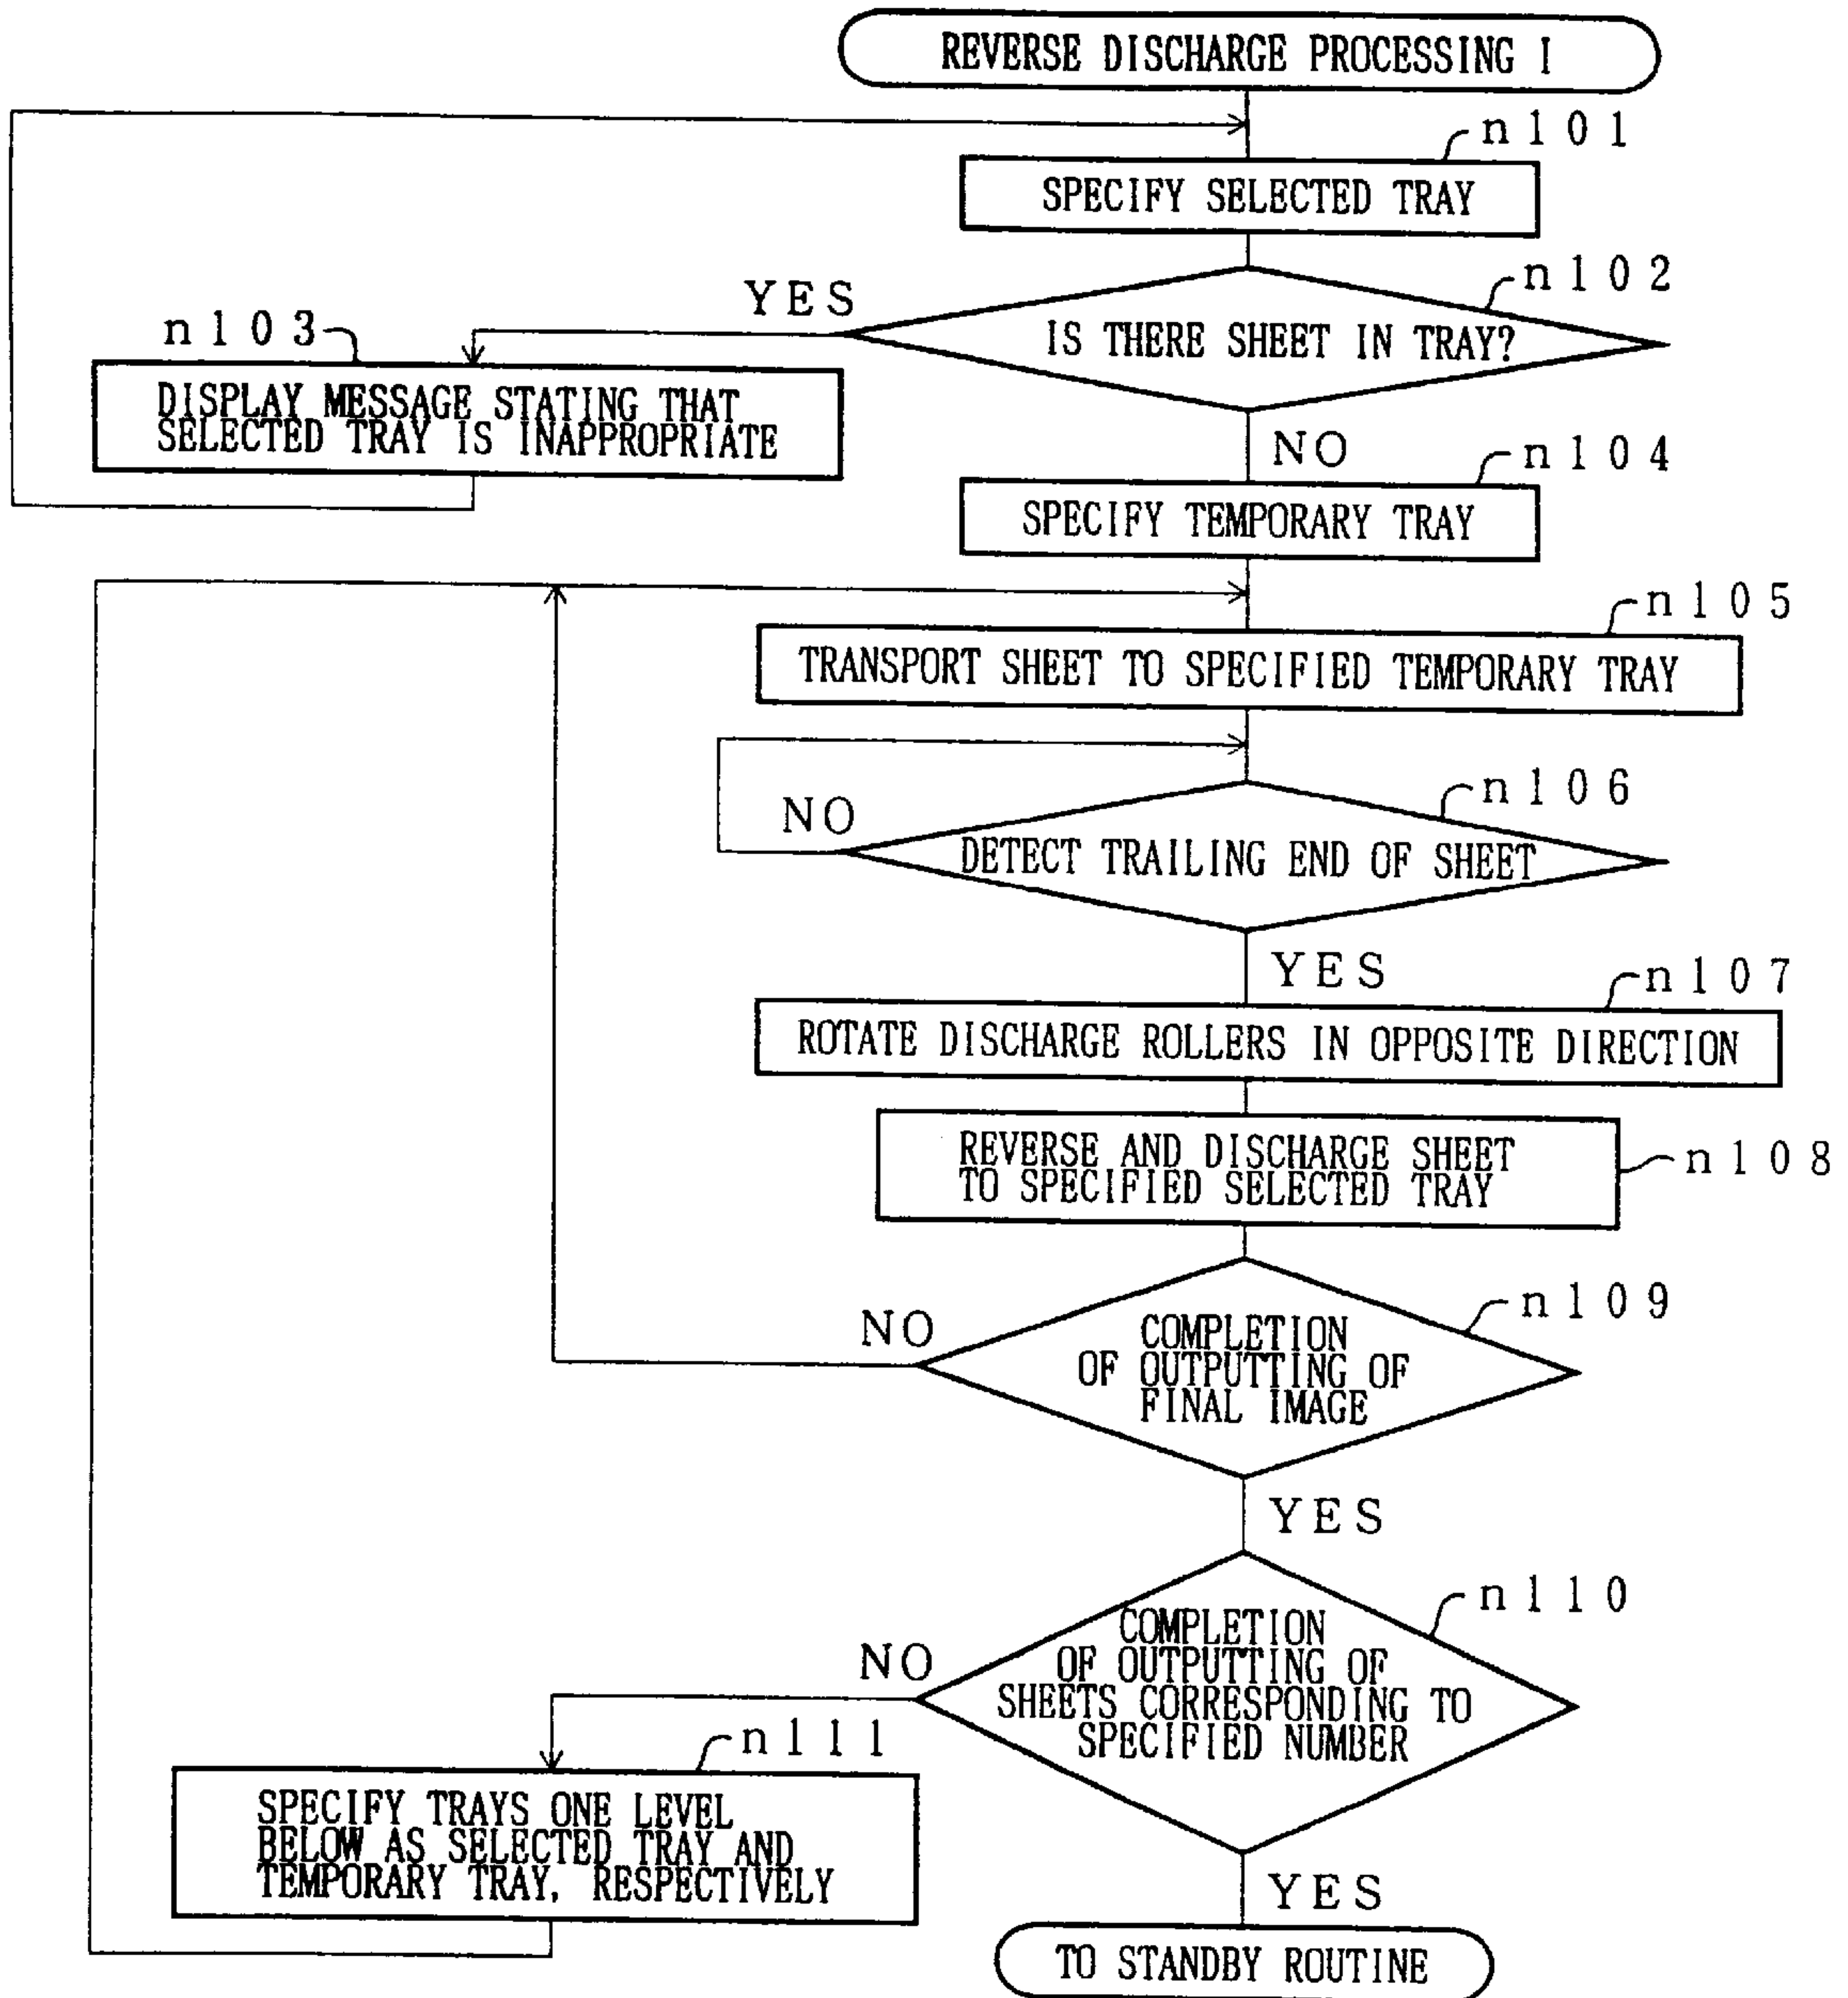 REVERSE DISCHARGE PROCESSING I
n101
SPECIFY SELECTED TRAY
n102
YES
IS THERE SHEET IN TRAY?
n103
DISPLAY MESSAGE STATING THAT
SELECTED TRAY IS INAPPROPRIATE
NO
n104
SPECIFY TEMPORARY TRAY
n105
TRANSPORT SHEET TO SPECIFIED TEMPORARY TRAY
n106
NO
DETECT TRAILING END OF SHEET
YES
n107
ROTATE DISCHARGE ROLLERS IN OPPOSITE DIRECTION
REVERSE AND DISCHARGE SHEET
TO SPECIFIED SELECTED TRAY
n108
n109
NO
COMPLETION
OF OUTPUTTING OF
FINAL IMAGE
YES
n110
NO
COMPLETION
OF OUTPUTTING OF
SHEETS CORRESPONDING TO
SPECIFIED NUMBER
n111
SPECIFY TRAYS ONE LEVEL
BELOW AS SELECTED TRAY AND
TEMPORARY TRAY, RESPECTIVELY
YES
TO STANDBY ROUTINE